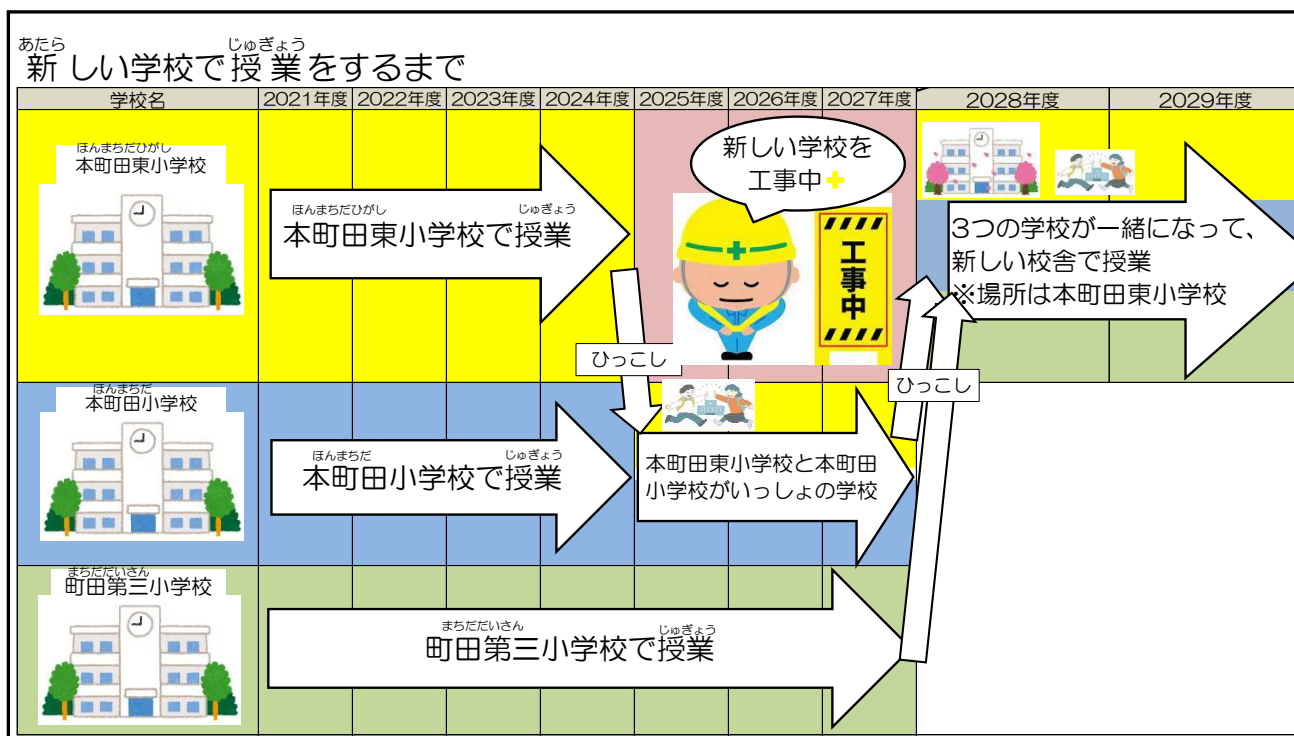 あたら じゅぎょう
新しい学校で授業をするまで
学校名 2021年度 2022年度 2023年度 2024年度 2025年度 2026年度 2027年度 2028年度 2029年度
ほんまちだひがし
本町田東小学校
ほんまちだひがし じゅぎょう
本町田東小学校で授業
新しい学校を
工事中
工事中
3つの学校が一緒になって、
新しい校舎で授業
※場所は本町田東小学校
ひっこし
ひっこし
ほんまちだ
本町田小学校
ほんまちだ じゅぎょう
本町田小学校で授業
本町田東小学校と本町田
小学校がいっしょの学校
まちだだいさん
町田第三小学校
まちだだいさん じゅぎょう
町田第三小学校で授業